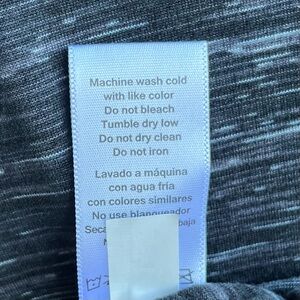 Machine wash cold
with like color
Do not bleach
Tumble dry low
Do not dry clean
Do not iron
Lavado a máquina
con agua fría
con colores similares
No use blanqueador
baja